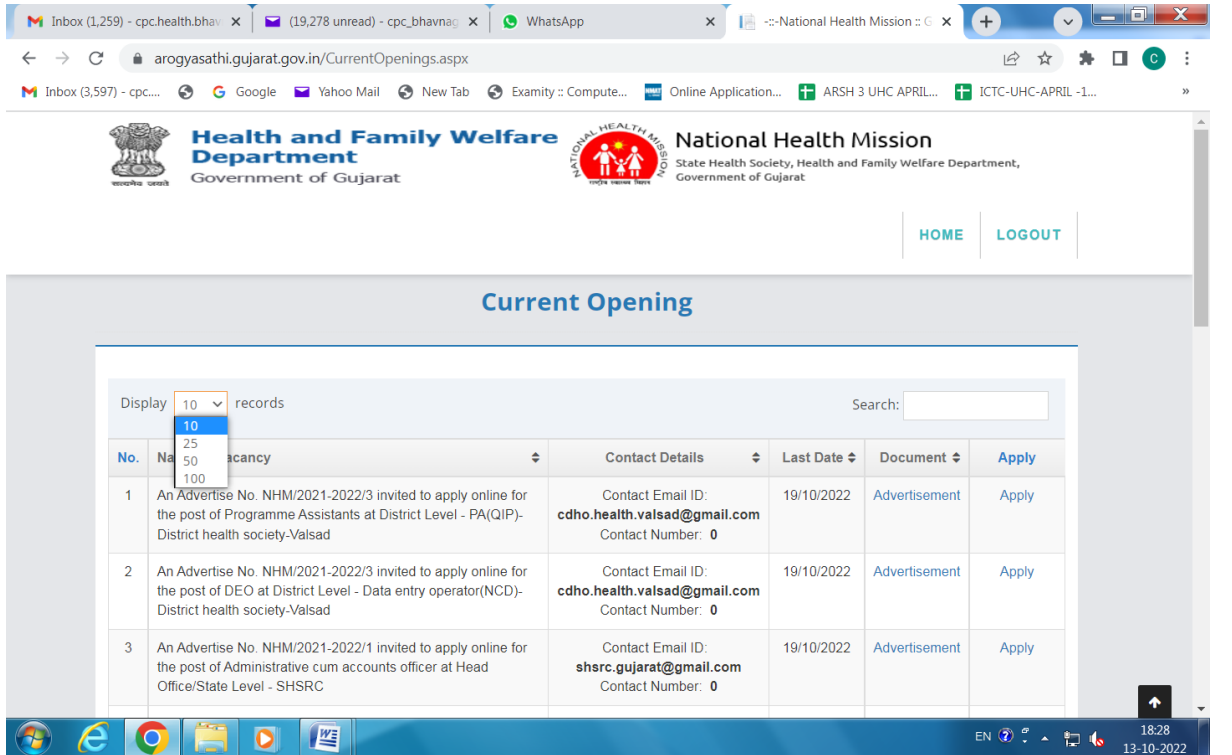 Inbox (1,259) - cpc.health.bhav
(19,278 unread) - cpc_bhavnag
WhatsApp
-::-National Health Mission :: G
arogyasathi.gujarat.gov.in/CurrentOpenings.aspx
C
Inbox (3,597) - cpc....
Google
Yahoo Mail
New Tab
Examity :: Compute...
Online Application...
ARSH 3 UHC APRIL...
ICTC-UHC-APRIL -1...
»
Health and Family Welfare
Department
Government of Gujarat
सत्यमेव जयते
NATIONAL HEALTH MISSION
राष्ट्रीय स्वास्थ्य मिशन
National Health Mission
State Health Society, Health and Family Welfare Department,
Government of Gujarat
HOME LOGOUT
Current Opening
Display 10 records
Search:
10
25
50
100
No. Na acancy Contact Details Last Date Document Apply
1 An Advertise No. NHM/2021-2022/3 invited to apply online for
the post of Programme Assistants at District Level - PA(QIP)-
District health society-Valsad
Contact Email ID:
cdho.health.valsad@gmail.com
Contact Number: 0
19/10/2022 Advertisement Apply
2 An Advertise No. NHM/2021-2022/3 invited to apply online for
the post of DEO at District Level - Data entry operator(NCD)-
District health society-Valsad
Contact Email ID:
cdho.health.valsad@gmail.com
Contact Number: 0
19/10/2022 Advertisement Apply
3 An Advertise No. NHM/2021-2022/1 invited to apply online for
the post of Administrative cum accounts officer at Head
Office/State Level - SHSRC
Contact Email ID:
shsrc.gujarat@gmail.com
Contact Number: 0
19/10/2022 Advertisement Apply
EN
18:28
13-10-2022